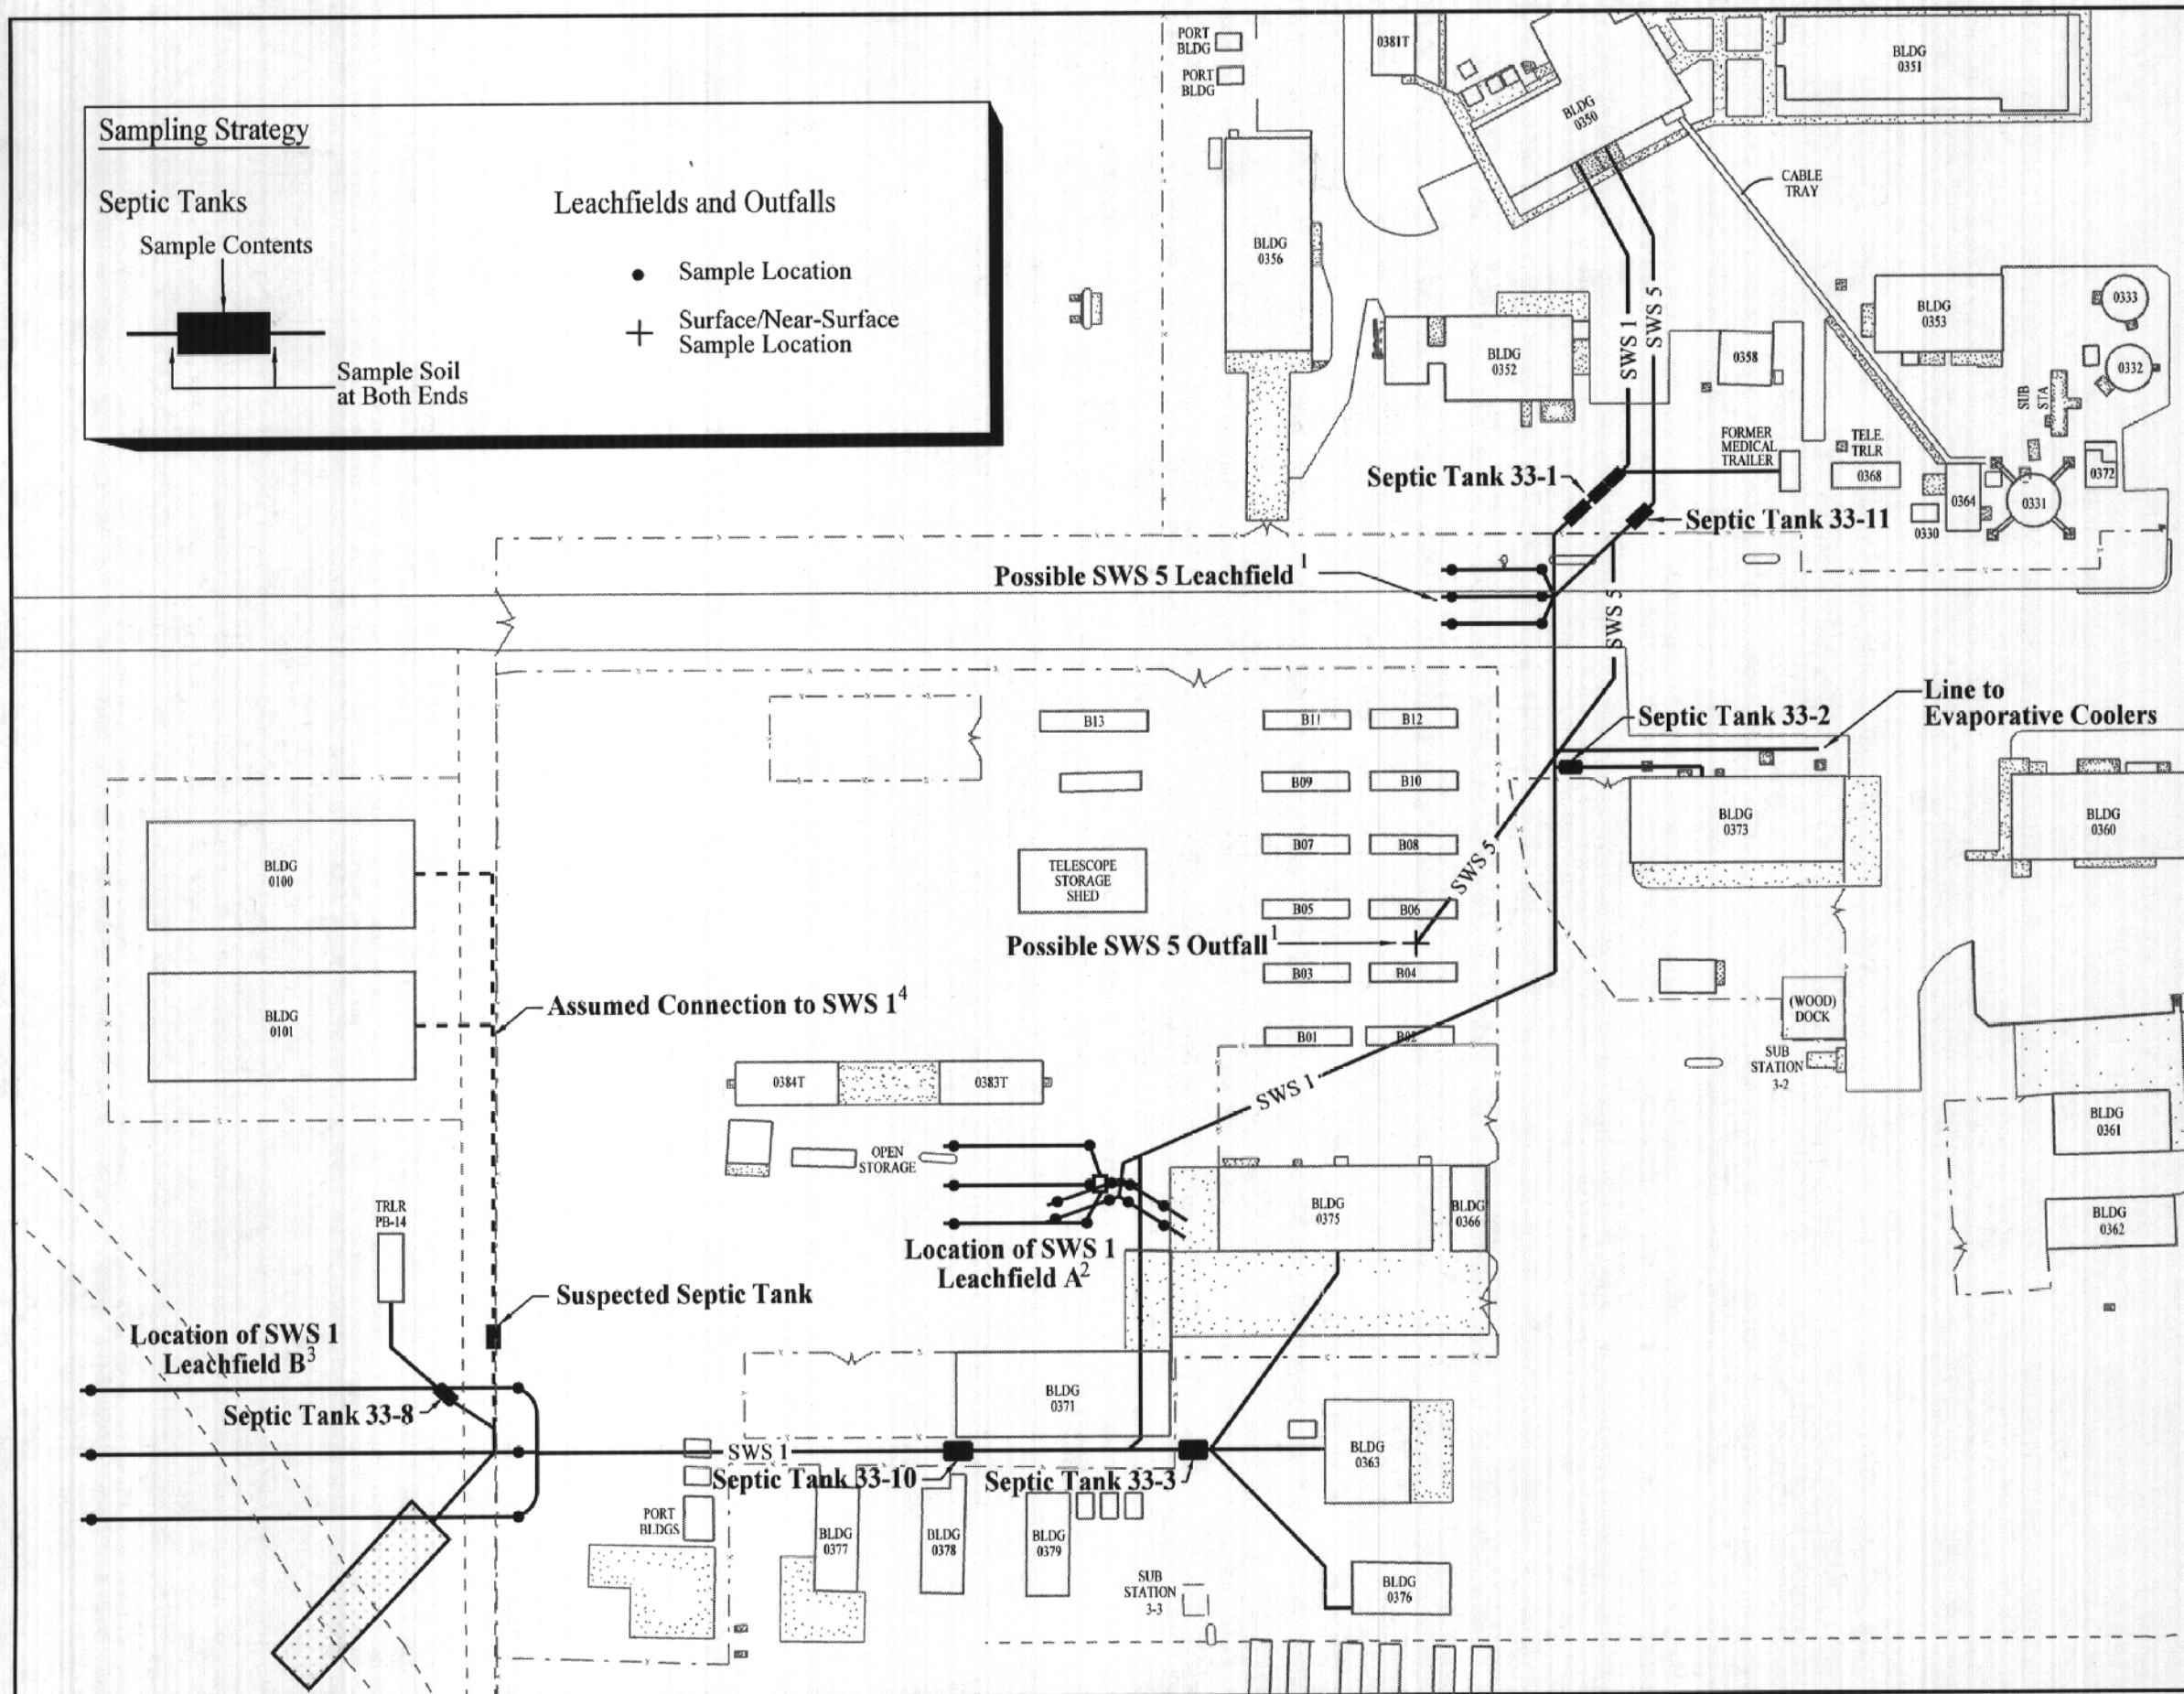 Sampling Strategy
Septic Tanks
Sample Contents
Sample Soil
at Both Ends
Leachfields and Outfalls
Sample Location
Surface/Near-Surface
Sample Location
PORT
BLDG
PORT
BLDG
0381T
BLDG
0350
BLDG
0351
CABLE
TRAY
BLDG
0356
BLDG
0352
SWS 1
SWS 5
0358
BLDG
0353
0333
0332
SUB
STA
FORMER
MEDICAL
TRAILER
TELE.
TRLR
0368
0364
0330
0331
0372
Septic Tank 33-1
Septic Tank 33-11
Possible SWS 5 Leachfield 1
SWS 5
Line to
Evaporative Coolers
Septic Tank 33-2
B13
B11
B12
B09
B10
B07
B08
B05
B06
B03
B04
B01
B02
TELESCOPE
STORAGE
SHED
SWS 5
Possible SWS 5 Outfall 1
BLDG
0373
BLDG
0360
BLDG
0100
BLDG
0101
Assumed Connection to SWS 1 4
(WOOD)
DOCK
SUB
STATION
3-2
0384T
0383T
OPEN
STORAGE
SWS 1
BLDG
0361
BLDG
0362
TRLR
PB-14
BLDG
0375
BLDG
0366
Location of SWS 1
Leachfield A2
Suspected Septic Tank
Location of SWS 1
Leachfield B3
Septic Tank 33-8
BLDG
0371
SWS 1
Septic Tank 33-10
Septic Tank 33-3
BLDG
0363
PORT
BLDGS
BLDG
0377
BLDG
0378
BLDG
0379
SUB
STATION
3-3
BLDG
0376